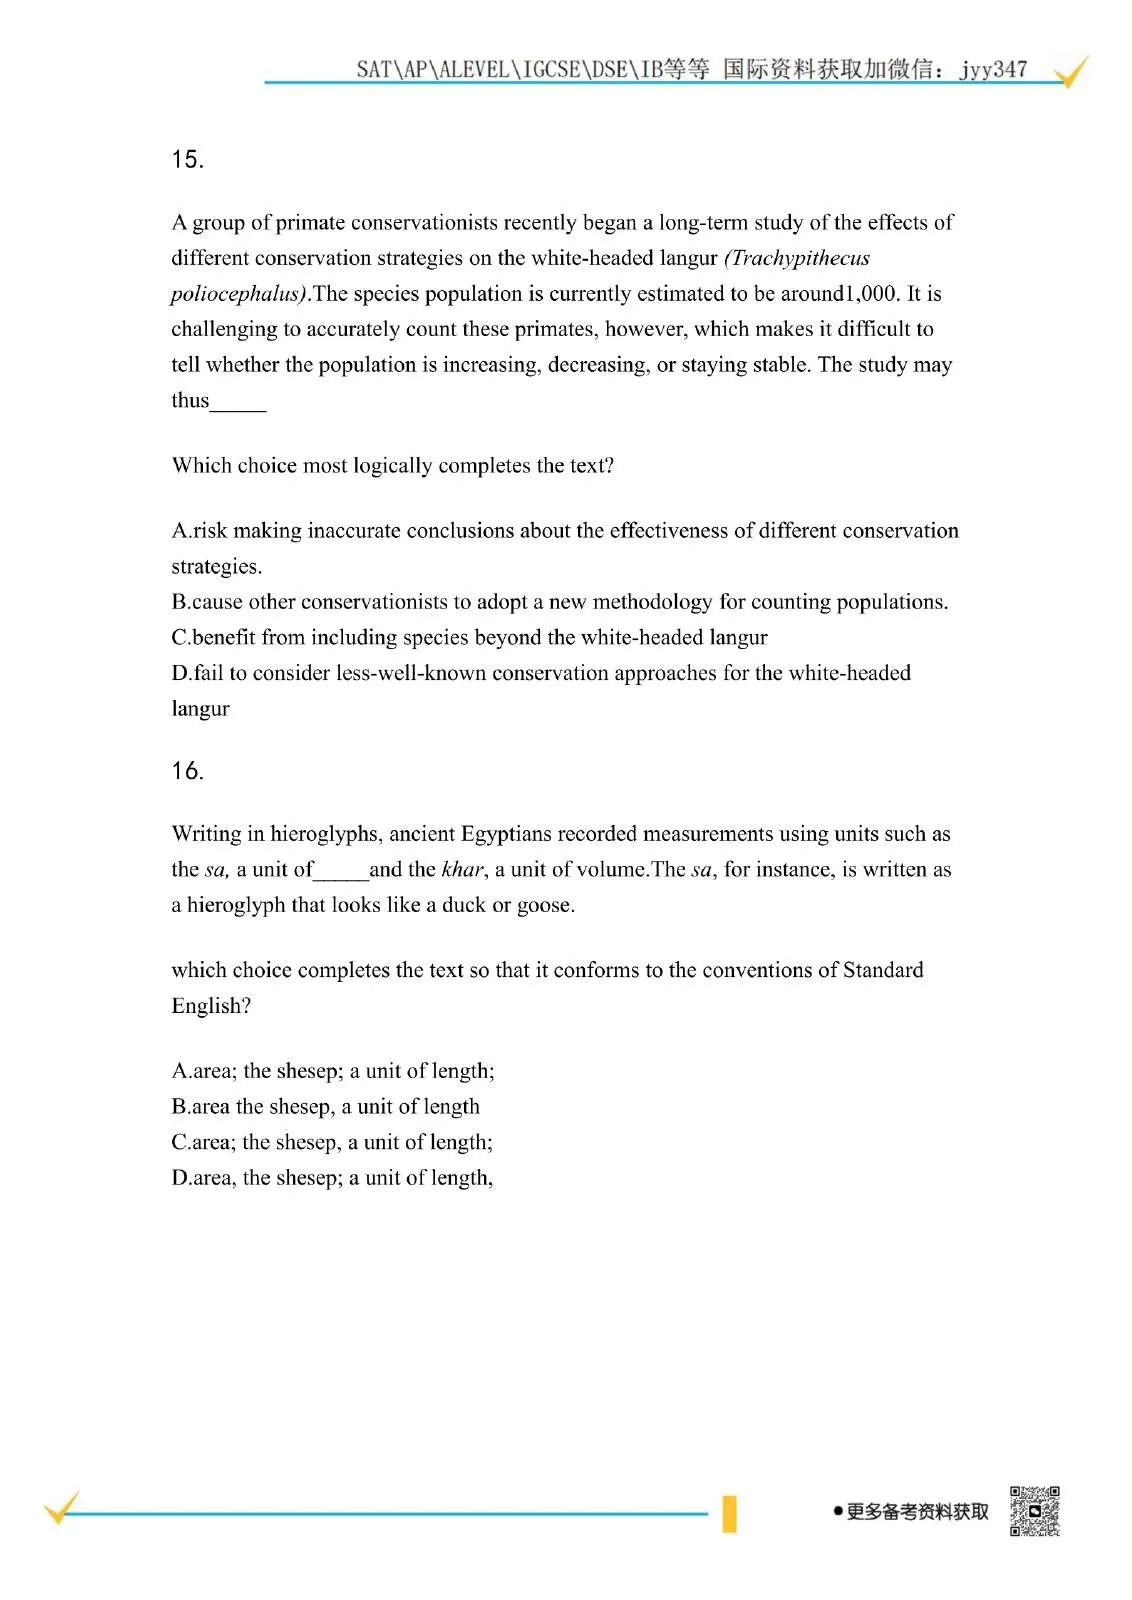 SAT\AP\ALEVEL\IGCSE\DSE\IB等等 国际资料获取加微信: jyy347
15.
A group of primate conservationists recently began a long-term study of the effects of
different conservation strategies on the white-headed langur (Trachypithecus
poliocephalus).The species population is currently estimated to be around1,000. It is
challenging to accurately count these primates, however, which makes it difficult to
tell whether the population is increasing, decreasing, or staying stable. The study may
thus_____
Which choice most logically completes the text?
A.risk making inaccurate conclusions about the effectiveness of different conservation
strategies.
B.cause other conservationists to adopt a new methodology for counting populations.
C.benefit from including species beyond the white-headed langur
D.fail to consider less-well-known conservation approaches for the white-headed
langur
16.
Writing in hieroglyphs, ancient Egyptians recorded measurements using units such as
the sa, a unit of_____and the khar, a unit of volume.The sa, for instance, is written as
a hieroglyph that looks like a duck or goose.
which choice completes the text so that it conforms to the conventions of Standard
English?
A.area; the shesep; a unit of length;
B.area the shesep, a unit of length
C.area; the shesep, a unit of length;
D.area, the shesep; a unit of length,
●更多备考资料获取